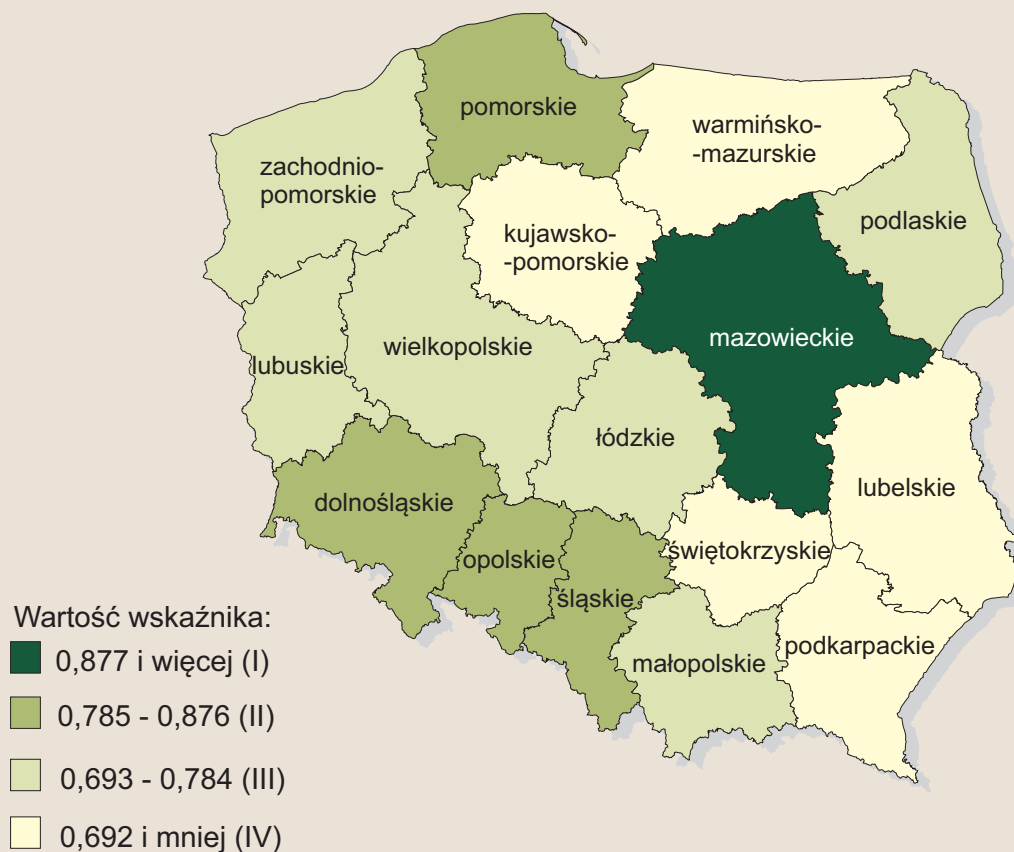 pomorskie
warmińsko-
-mazurskie
zachodnio-
pomorskie
podlaskie
kujawsko-
-pomorskie
mazowieckie
wielkopolskie
lubuskie
łódzkie
lubelskie
dolnośląskie
świętokrzyskie
opolskie
śląskie
podkarpackie
małopolskie
Wartość wskaźnika:
0,877 i więcej (I)
0,785 - 0,876 (II)
0,693 - 0,784 (III)
0,692 i mniej (IV)